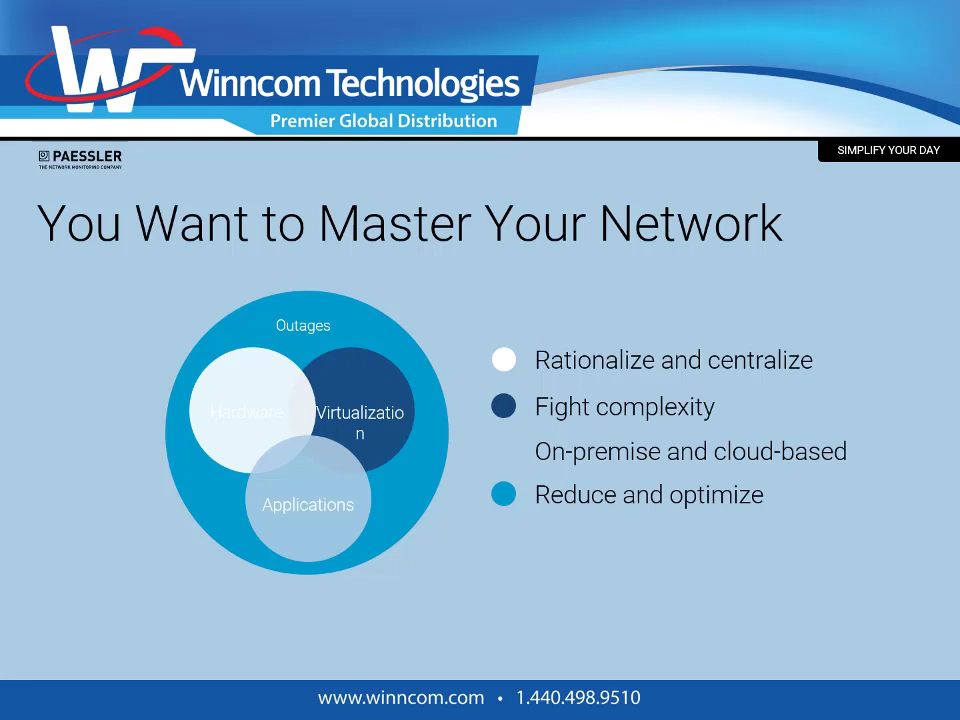 Winncom Technologies
Premier Global Distribution
PAESSLER
THE NETWORK MONITORING COMPANY
SIMPLIFY YOUR DAY
You Want to Master Your Network
Outages
Hardware
Virtualizatio
n
Applications
Rationalize and centralize
Fight complexity
On-premise and cloud-based
Reduce and optimize
www.winncom.com • 1.440.498.9510